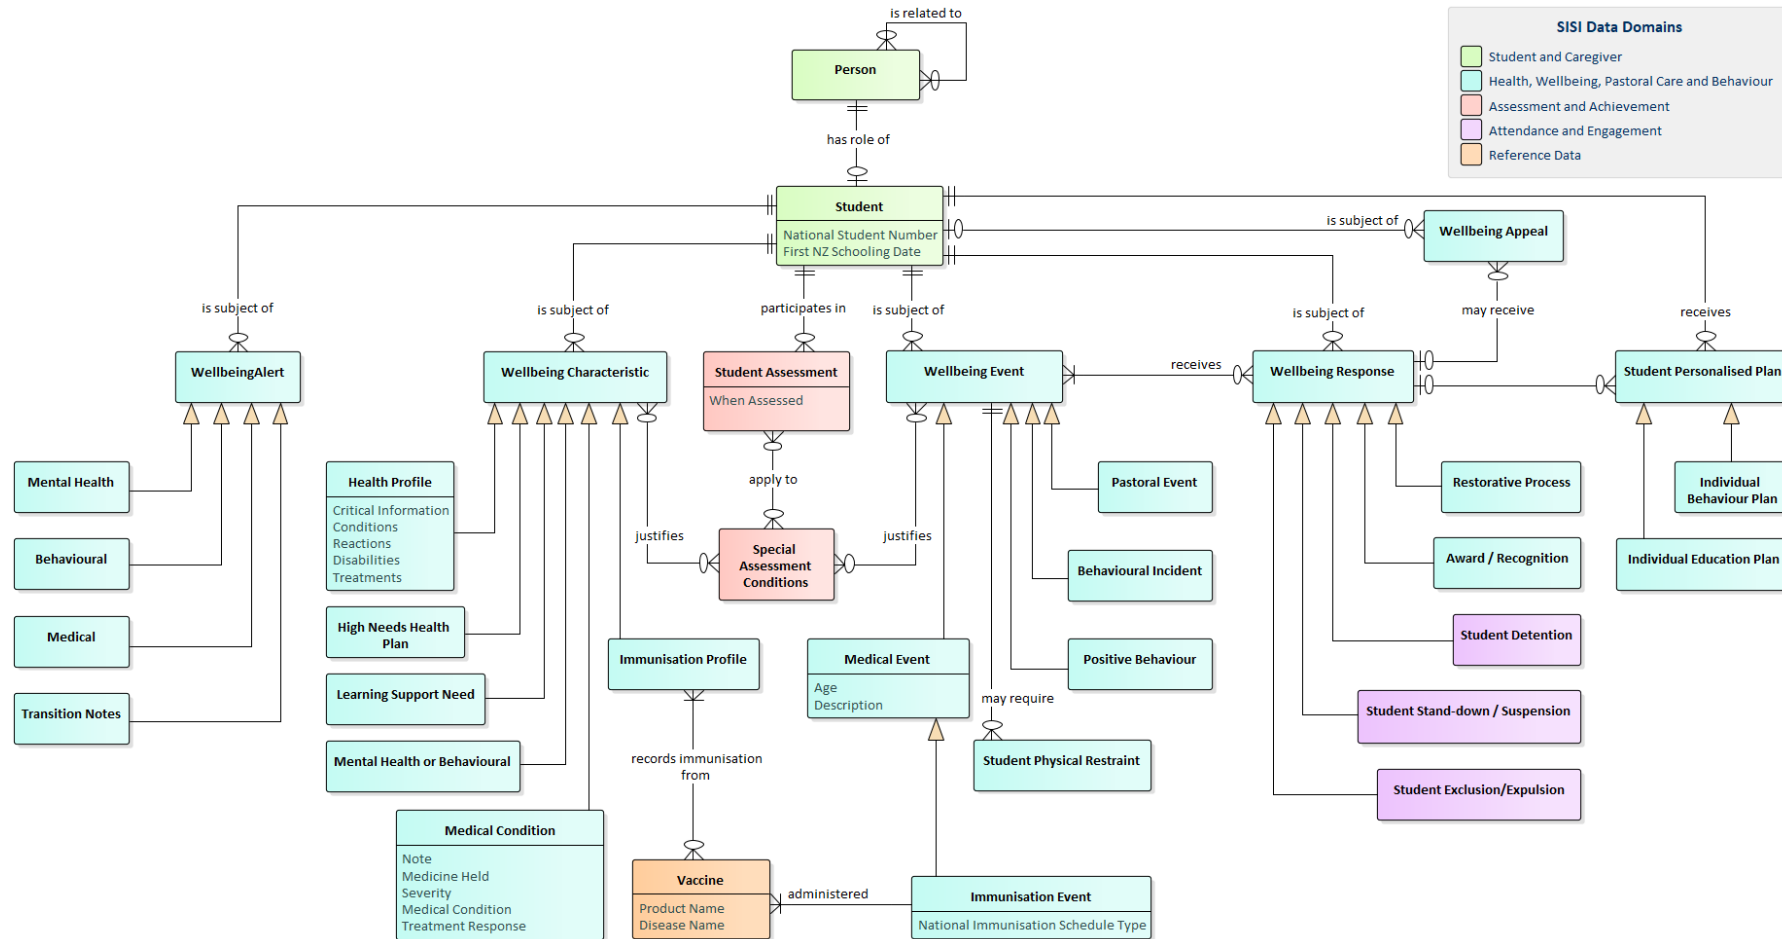 is related to
SISI Data Domains
Student and Caregiver
Health, Wellbeing, Pastoral Care and Behaviour
Assessment and Achievement
Attendance and Engagement
Reference Data
Person
has role of
Student
National Student Number
First NZ Schooling Date
is subject of
Wellbeing Appeal
is subject of
is subject of
participates in
is subject of
is subject of
may receive
receives
WellbeingAlert
Wellbeing Characteristic
Student Assessment
When Assessed
Wellbeing Event
receives
Wellbeing Response
Student Personalised Plan
Mental Health
Behavioural
Medical
Transition Notes
Health Profile
Critical Information
Conditions
Reactions
Disabilities
Treatments
High Needs Health
Plan
Learning Support Need
Mental Health or Behavioural
Medical Condition
Note
Medicine Held
Severity
Medical Condition
Treatment Response
apply to
justifies
justifies
Special
Assessment
Conditions
Immunisation Profile
records immunisation
from
Vaccine
Product Name
Disease Name
administered
Medical Event
Age
Description
Immunisation Event
National Immunisation Schedule Type
may require
Student Physical Restraint
Pastoral Event
Behavioural Incident
Positive Behaviour
Restorative Process
Award / Recognition
Student Detention
Student Stand-down / Suspension
Student Exclusion/Expulsion
Individual
Behaviour Plan
Individual Education Plan